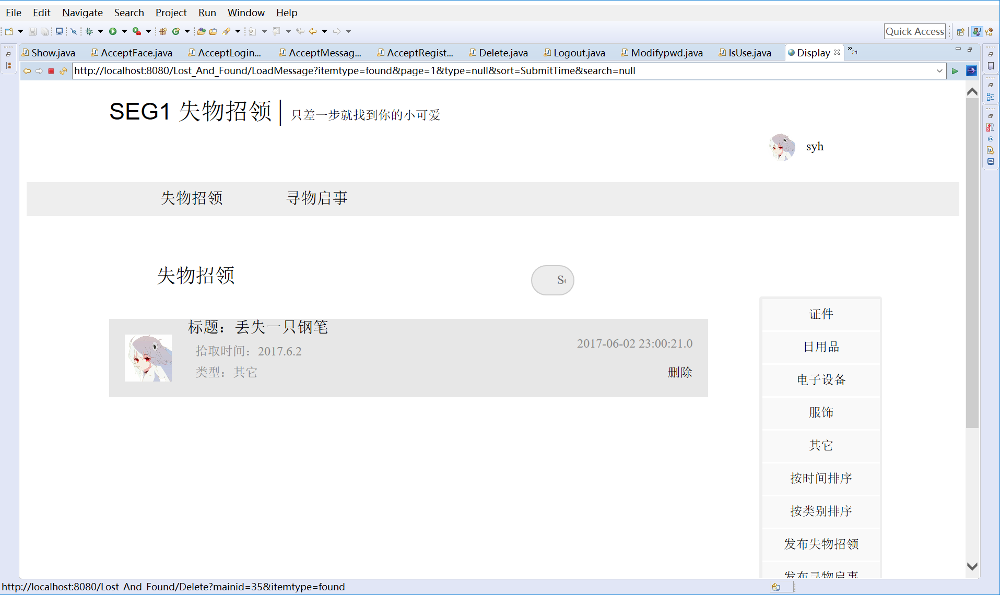 File Edit Navigate Search Project Run Window Help
Quick Access
Show.java AcceptFace.java AcceptLogin... AcceptMessag... AcceptRegist... Delete.java Logout.java Modifypwd.java IsUse.java Display »21
http://localhost:8080/Lost_And_Found/LoadMessage?itemtype=found&page=1&type=null&sort=SubmitTime&search=null
SEG1 失物招领 | 只差一步就找到你的小可爱
syh
失物招领 寻物启事
失物招领
标题：丢失一只钢笔
拾取时间：2017.6.2
2017-06-02 23:00:21.0
类型：其它
删除
证件
日用品
电子设备
服饰
其它
按时间排序
按类别排序
发布失物招领
发布寻物启事
http://localhost:8080/Lost_And_Found/Delete?mainid=35&itemtype=found